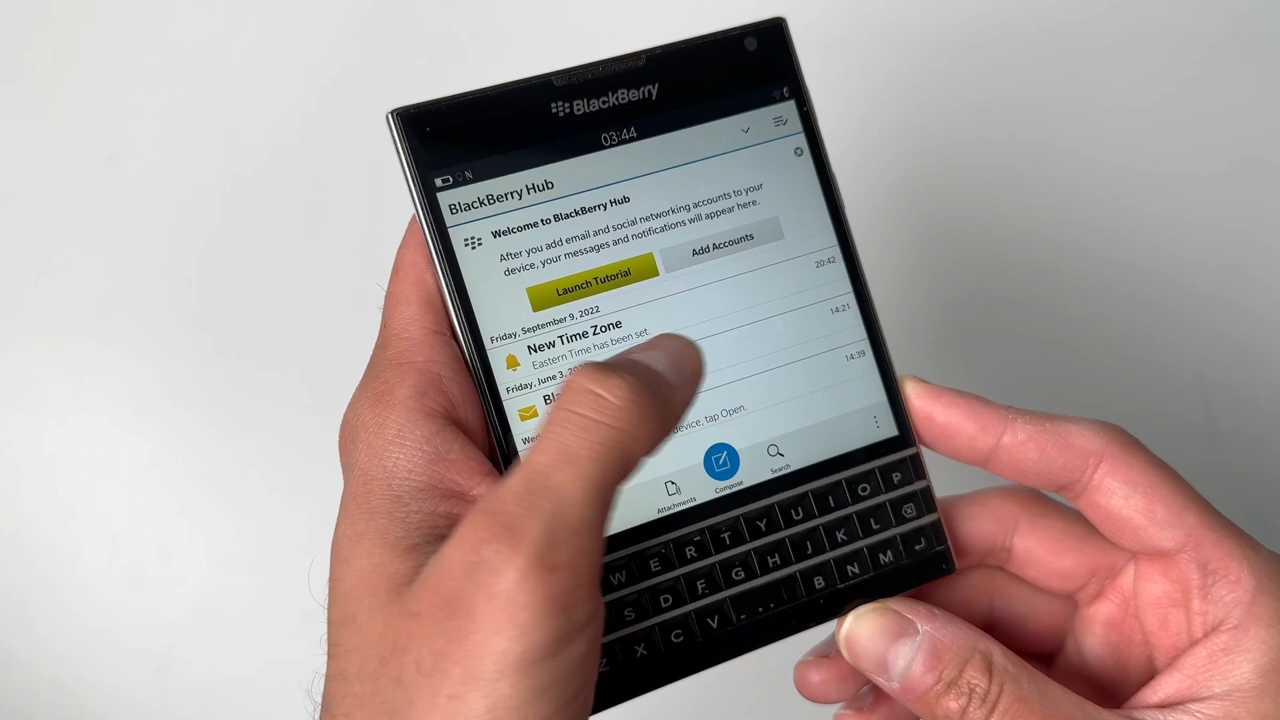 BlackBerry
03:44
N
BlackBerry Hub
Welcome to BlackBerry Hub
After you add email and social networking accounts to your
device, your messages and notifications will appear here.
Launch Tutorial
Add Accounts
20:42
Friday, September 9, 2022
New Time Zone
Eastern Time has been set.
14:21
Friday, June 3,
14:39
device, tap Open.
Attachments
Compose
Search
W E R T Y U I O P
S D F G H J K L
Z X C V B N M